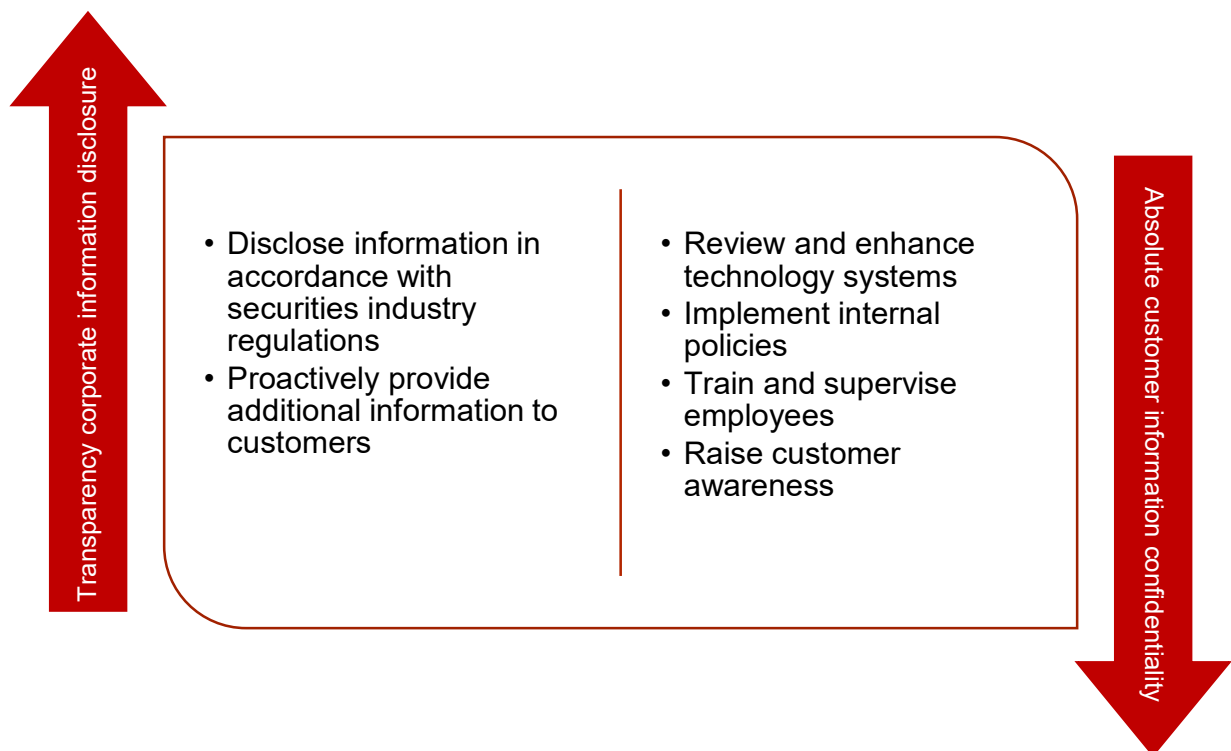 Transparency corporate information disclosure
• Disclose information in
accordance with
securities industry
regulations
• Proactively provide
additional information to
customers
• Review and enhance
technology systems
• Implement internal
policies
• Train and supervise
employees
• Raise customer
awareness
Absolute customer information confidentiality